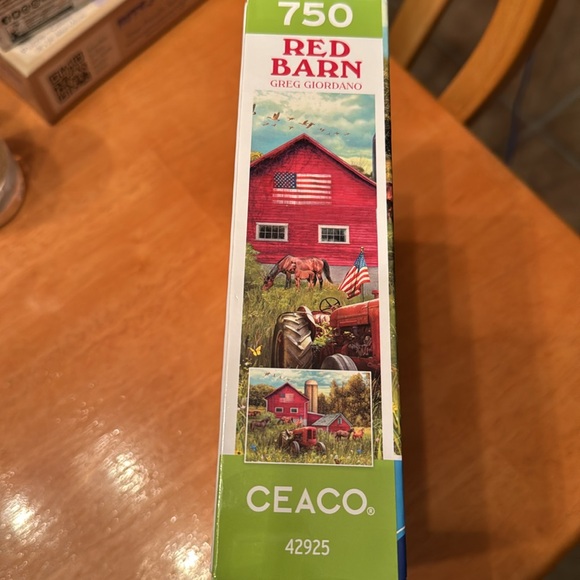 750
RED
BARN
GREG GIORDANO
CEACO®
42925